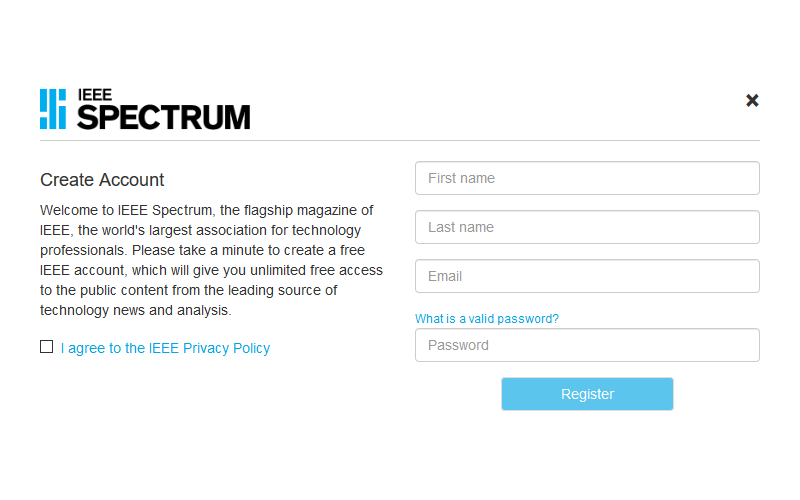 IEEE
SPECTRUM
Create Account
Welcome to IEEE Spectrum, the flagship magazine of
IEEE, the world's largest association for technology
professionals. Please take a minute to create a free
IEEE account, which will give you unlimited free access
to the public content from the leading source of
technology news and analysis.
I agree to the IEEE Privacy Policy
First name
Last name
Email
What is a valid password?
Password
Register